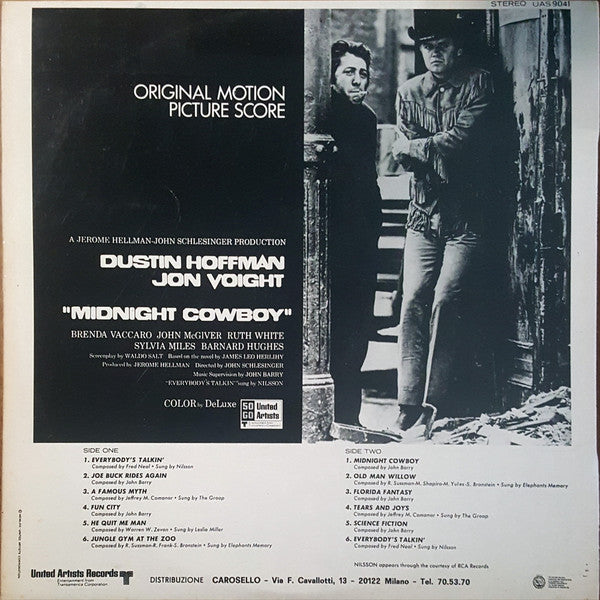 STEREO UAS 9041
ORIGINAL MOTION
PICTURE SCORE
A JEROME HELLMAN-JOHN SCHLESINGER PRODUCTION
DUSTIN HOFFMAN
JON VOIGHT
"MIDNIGHT COWBOY"
BRENDA VACCARO JOHN McGIVER RUTH WHITE
SYLVIA MILES BARNARD HUGHES
Screenplay by WALDO SALT Based on the novel by JAMES LEO HERLIHY
Produced by JEROME HELLMAN Directed by JOHN SCHLESINGER
Music Supervision by JOHN BARRY
"EVERYBODY'S TALKIN'" sung by NILSSON
COLOR by DeLuxe
50
GO
United
Artists
SIDE ONE
1. EVERYBODY'S TALKIN'
Composed by Fred Neal • Sung by Nilsson
2. JOE BUCK RIDES AGAIN
Composed by John Barry
3. A FAMOUS MYTH
Composed by Jeffrey M. Comanor • Sung by The Groop
4. FUN CITY
Composed by John Barry
5. HE QUIT ME MAN
Composed by Warren W. Zevon • Sung by Leslie Miller
6. JUNGLE GYM AT THE ZOO
Composed by R. Sussman-R. Frank-S. Bronstein • Sung by Elephants Memory
SIDE TWO
1. MIDNIGHT COWBOY
Composed by John Barry
2. OLD MAN WILLOW
Composed by R. Sussman-M. Shapiro-M. Yules-S. Bronstein • Sung by Elephants Memory
3. FLORIDA FANTASY
Composed by John Barry
4. TEARS AND JOYS
Composed by Jeffrey M. Comanor • Sung by The Groop
5. SCIENCE FICTION
Composed by John Barry
6. EVERYBODY'S TALKIN'
Composed by Fred Neal • Sung by Nilsson
NILSSON appears through the courtesy of RCA Records
United Artists Records
Entertainment from
Transamerica Corporation
DISTRIBUZIONE CAROSELLO - Via F. Cavallotti, 13 - 20122 Milano - Tel. 70.53.70